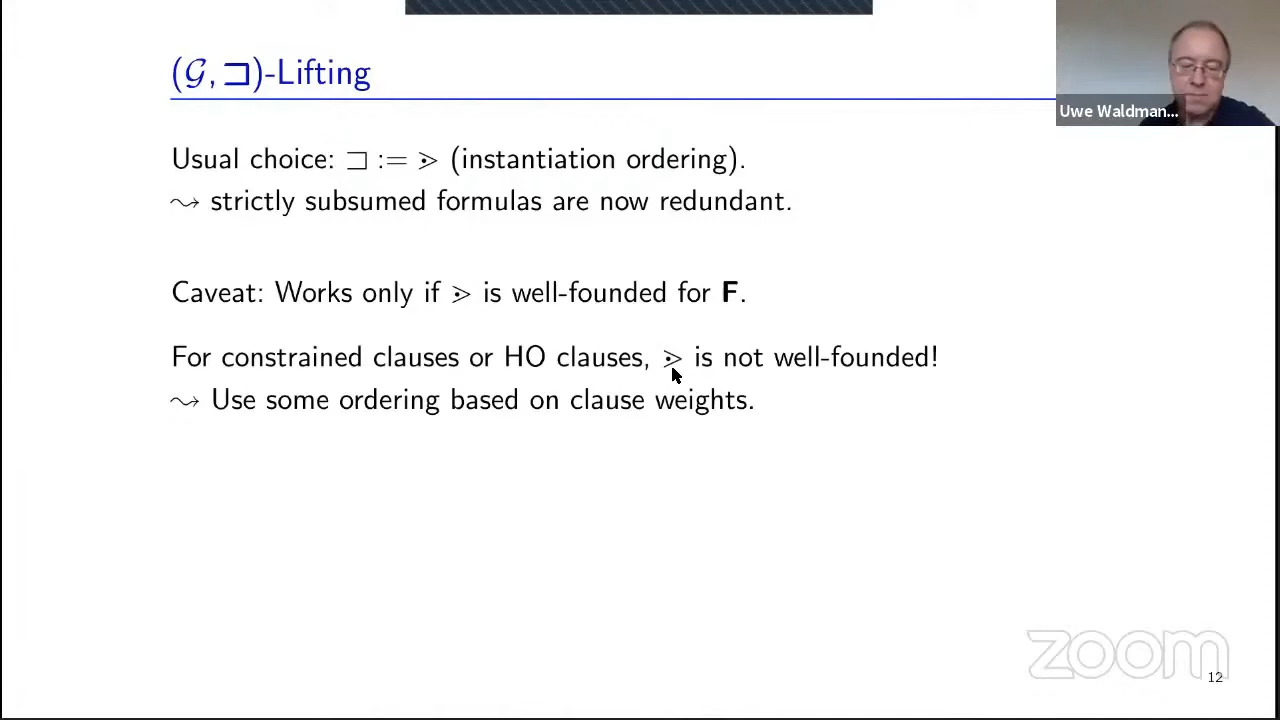 (𝒢, ⊐)-Lifting
Uwe Waldman...
Usual choice: ⊐ := ⋗ (instantiation ordering).
⤳ strictly subsumed formulas are now redundant.
Caveat: Works only if ⋗ is well-founded for F.
For constrained clauses or HO clauses, ⋗ is not well-founded!
⤳ Use some ordering based on clause weights.
zoom
12